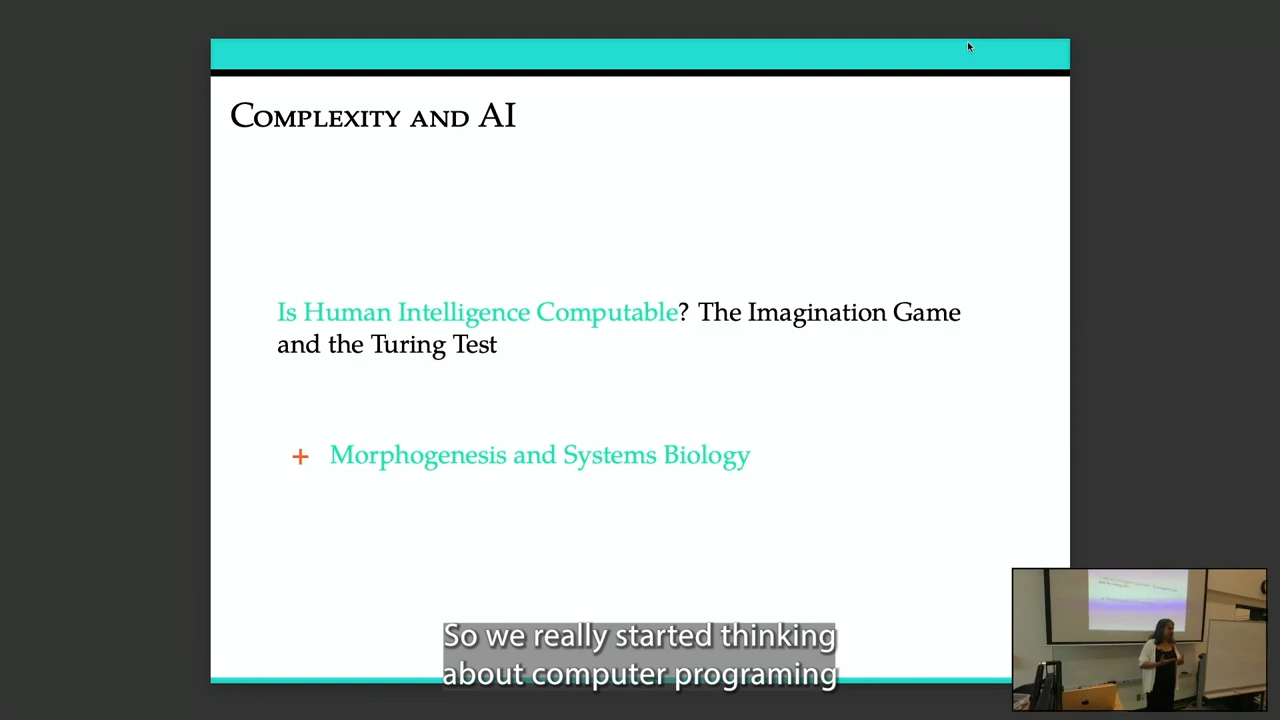 Complexity and AI
Is Human Intelligence Computable? The Imagination Game
and the Turing Test
+ Morphogenesis and Systems Biology
So we really started thinking
about computer programing